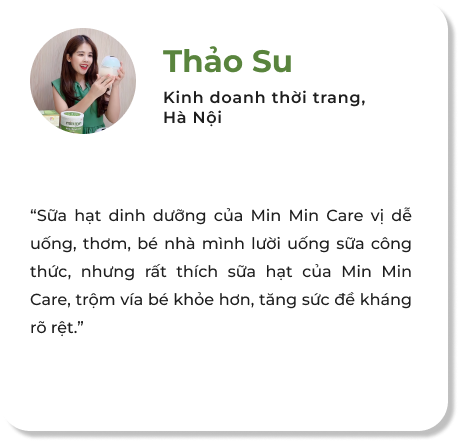 Thảo Su
Kinh doanh thời trang,
Hà Nội
“Sữa hạt dinh dưỡng của Min Min Care vị dễ
uống, thơm, bé nhà mình lười uống sữa công
thức, nhưng rất thích sữa hạt của Min Min
Care, trộm vía bé khỏe hơn, tăng sức đề kháng
rõ rệt.”